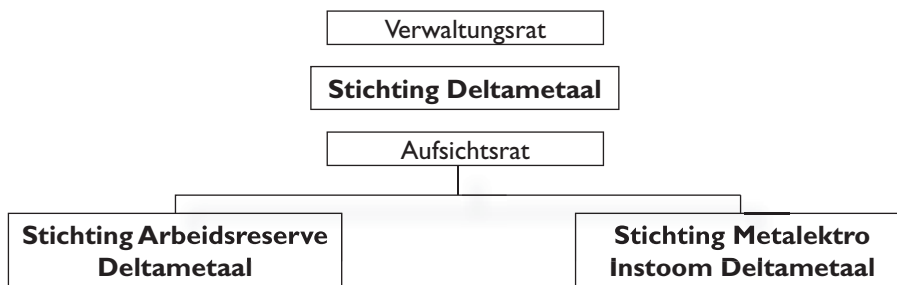 Verwaltungsrat
Stichting Deltametaal
Aufsichtsrat
Stichting Arbeidsreserve
Deltametaal
Stichting Metalektro
Instoom Deltametaal